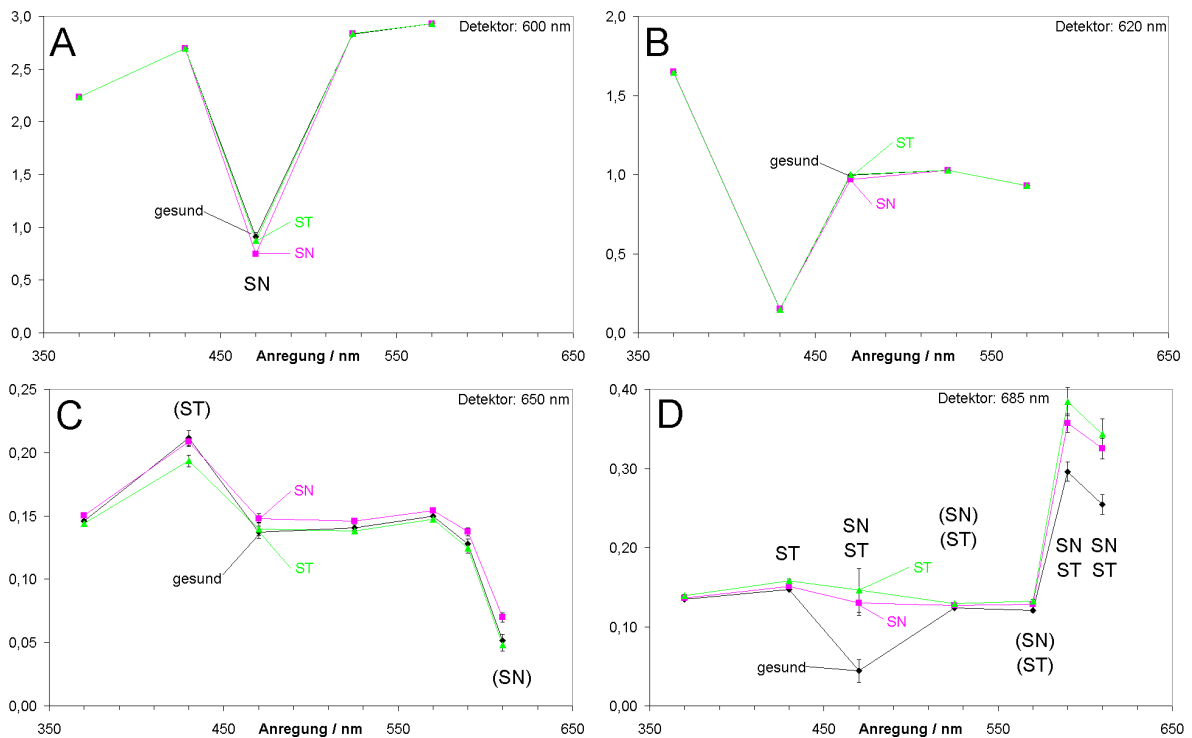 A
Detektor: 600 nm
3,0
2,5
2,0
1,5
1,0
0,5
0,0
gesund
ST
SN
SN
350
450
Anregung / nm
550
650
B
Detektor: 620 nm
2,0
1,5
1,0
0,5
0,0
gesund
ST
SN
350
450
Anregung / nm
550
650
C
Detektor: 650 nm
0,25
0,20
0,15
0,10
0,05
0,00
(ST)
SN
gesund
ST
(SN)
350
450
Anregung / nm
550
650
D
Detektor: 685 nm
0,40
0,30
0,20
0,10
0,00
ST
SN
ST
(SN)
(ST)
SN
ST
SN
ST
ST
SN
gesund
(SN)
(ST)
350
450
Anregung / nm
550
650